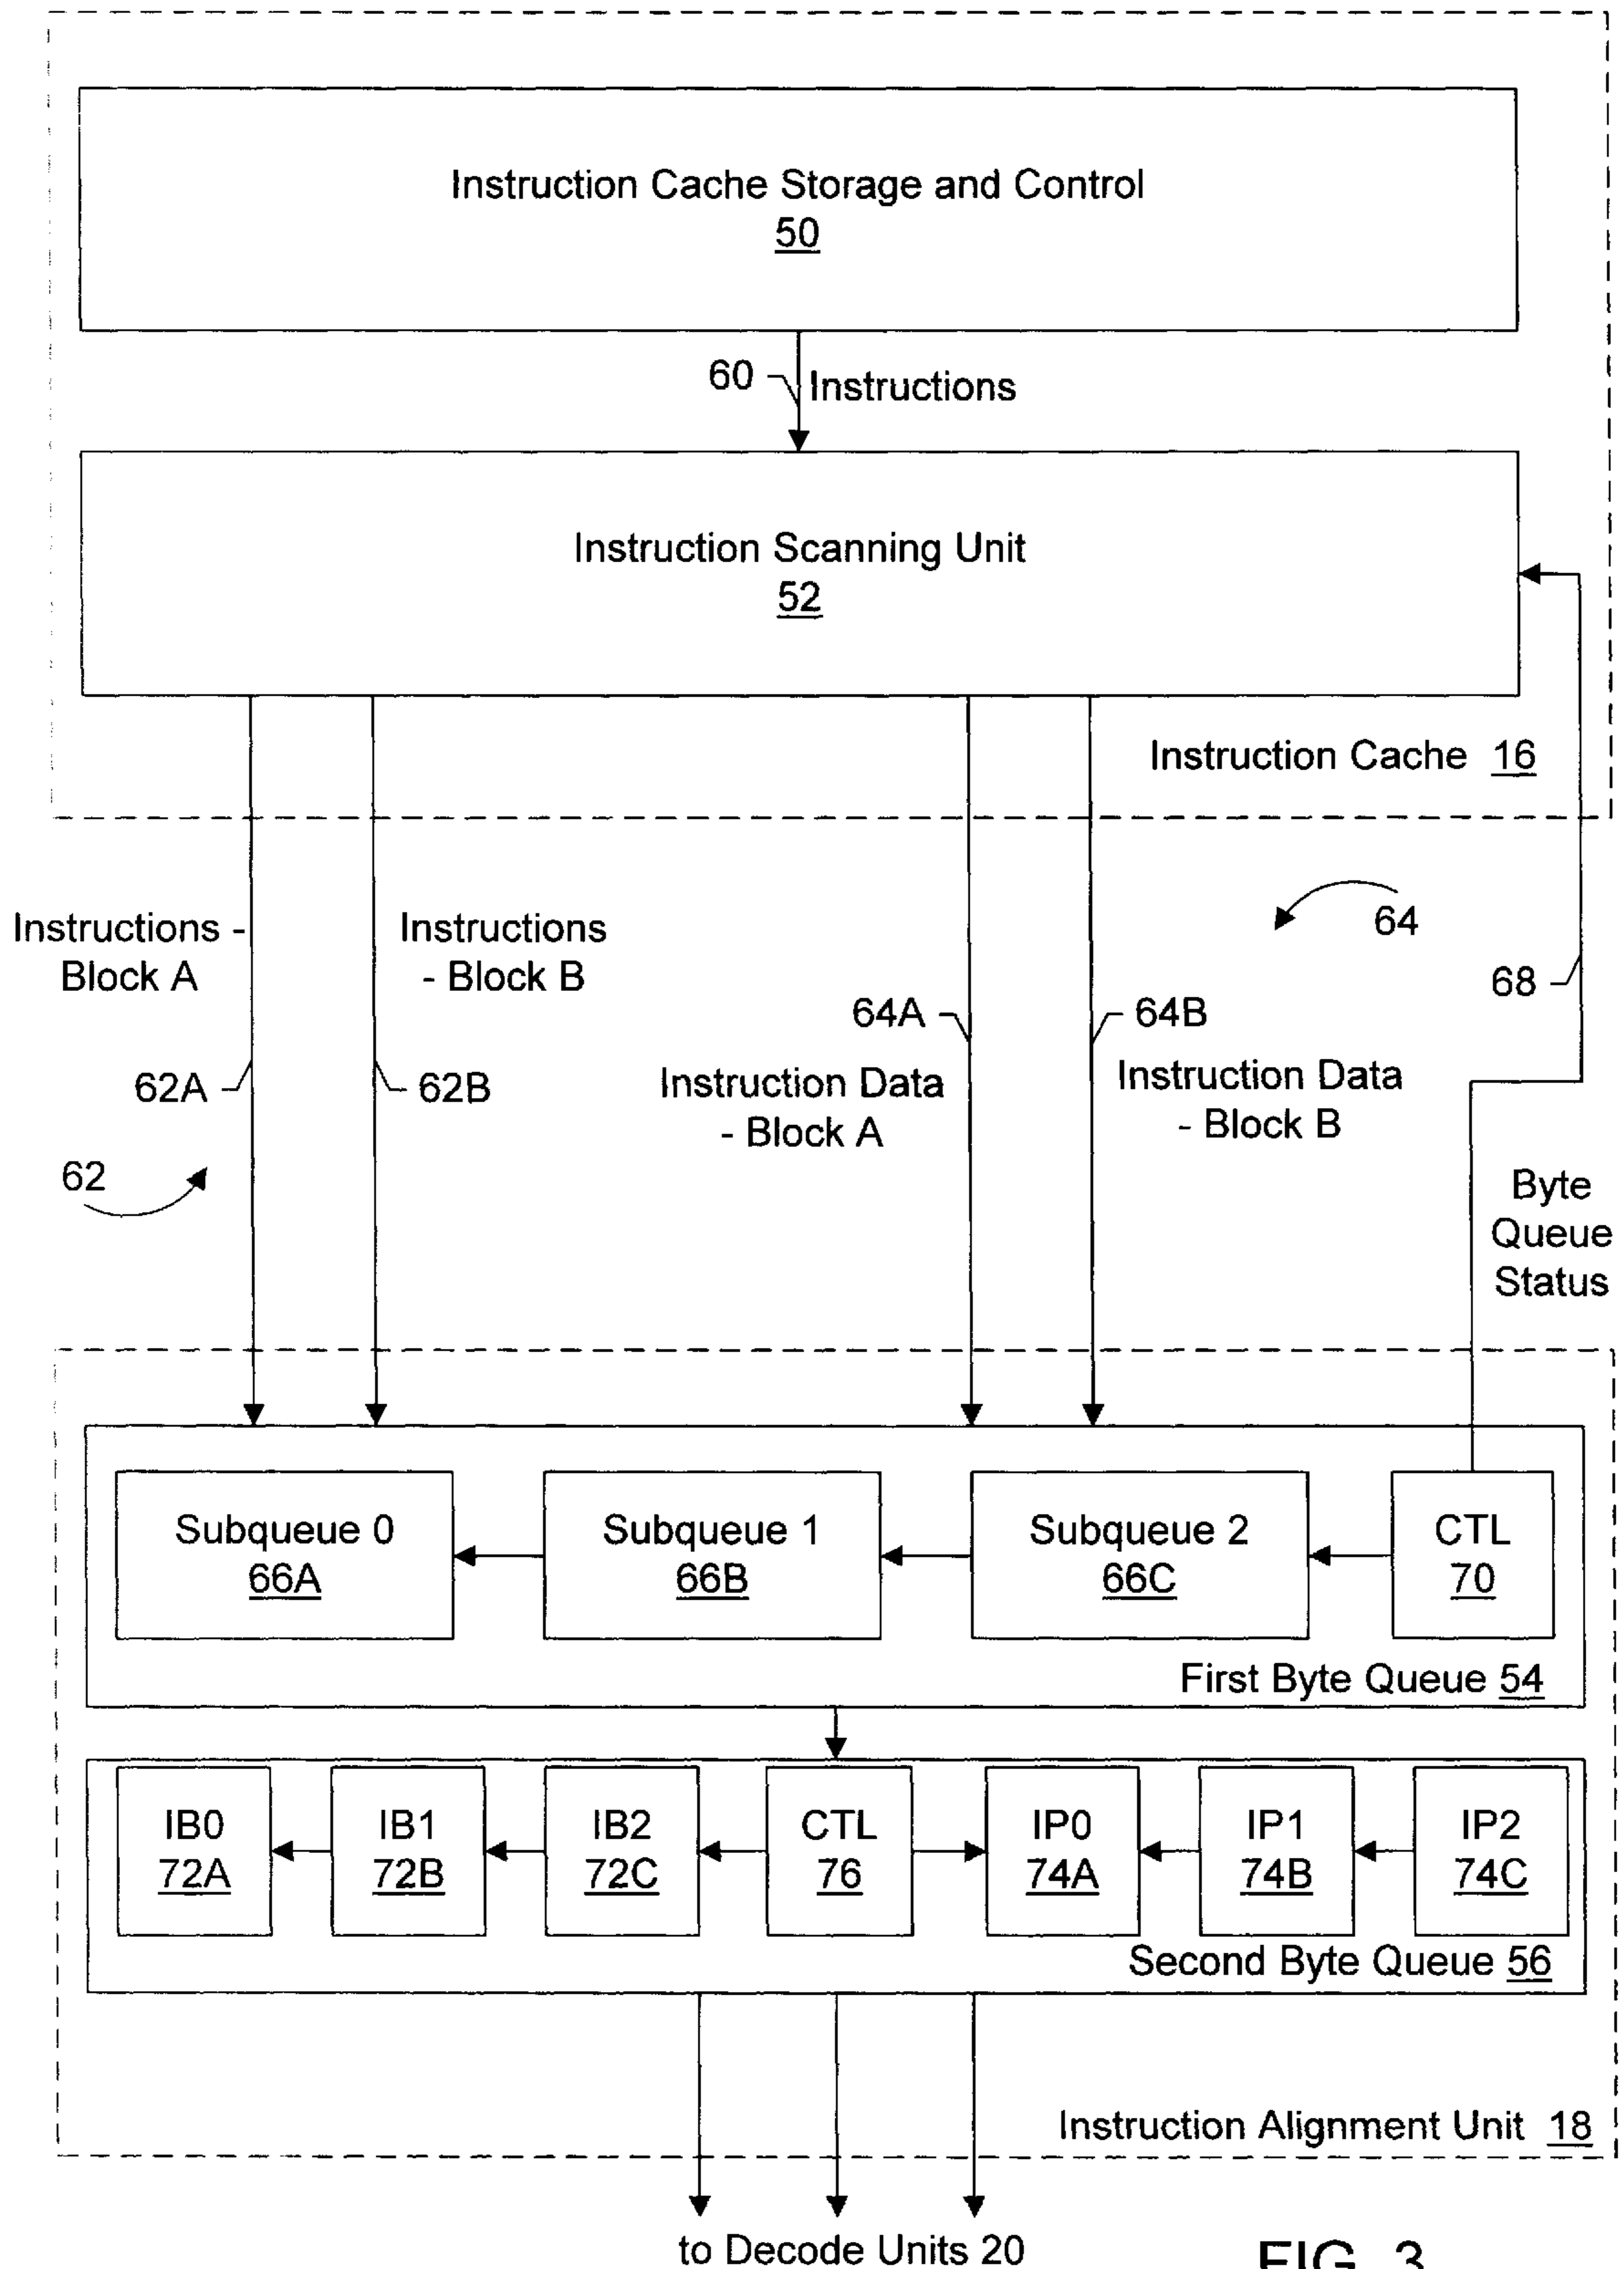 Instruction Cache Storage and Control
50
60
Instructions
Instruction Scanning Unit
52
Instruction Cache 16
Instructions -
Block A
Instructions
- Block B
64
68
64A
64B
62A
62B
Instruction Data
- Block A
Instruction Data
- Block B
62
Byte
Queue
Status
Subqueue 0
66A
Subqueue 1
66B
Subqueue 2
66C
CTL
70
First Byte Queue 54
IB0
72A
IB1
72B
IB2
72C
CTL
76
IP0
74A
IP1
74B
IP2
74C
Second Byte Queue 56
Instruction Alignment Unit 18
to Decode Units 20
FIG. 3